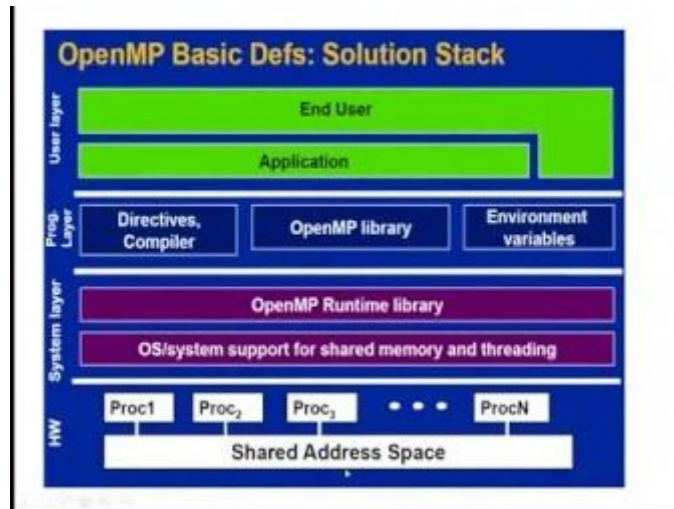 OpenMP Basic Defs: Solution Stack
User layer
End User
Application
Prog.
Layer
Directives,
Compiler
OpenMP library
Environment
variables
System layer
OpenMP Runtime library
OS/system support for shared memory and threading
HW
Proc1
Proc2
Proc3
ProcN
Shared Address Space